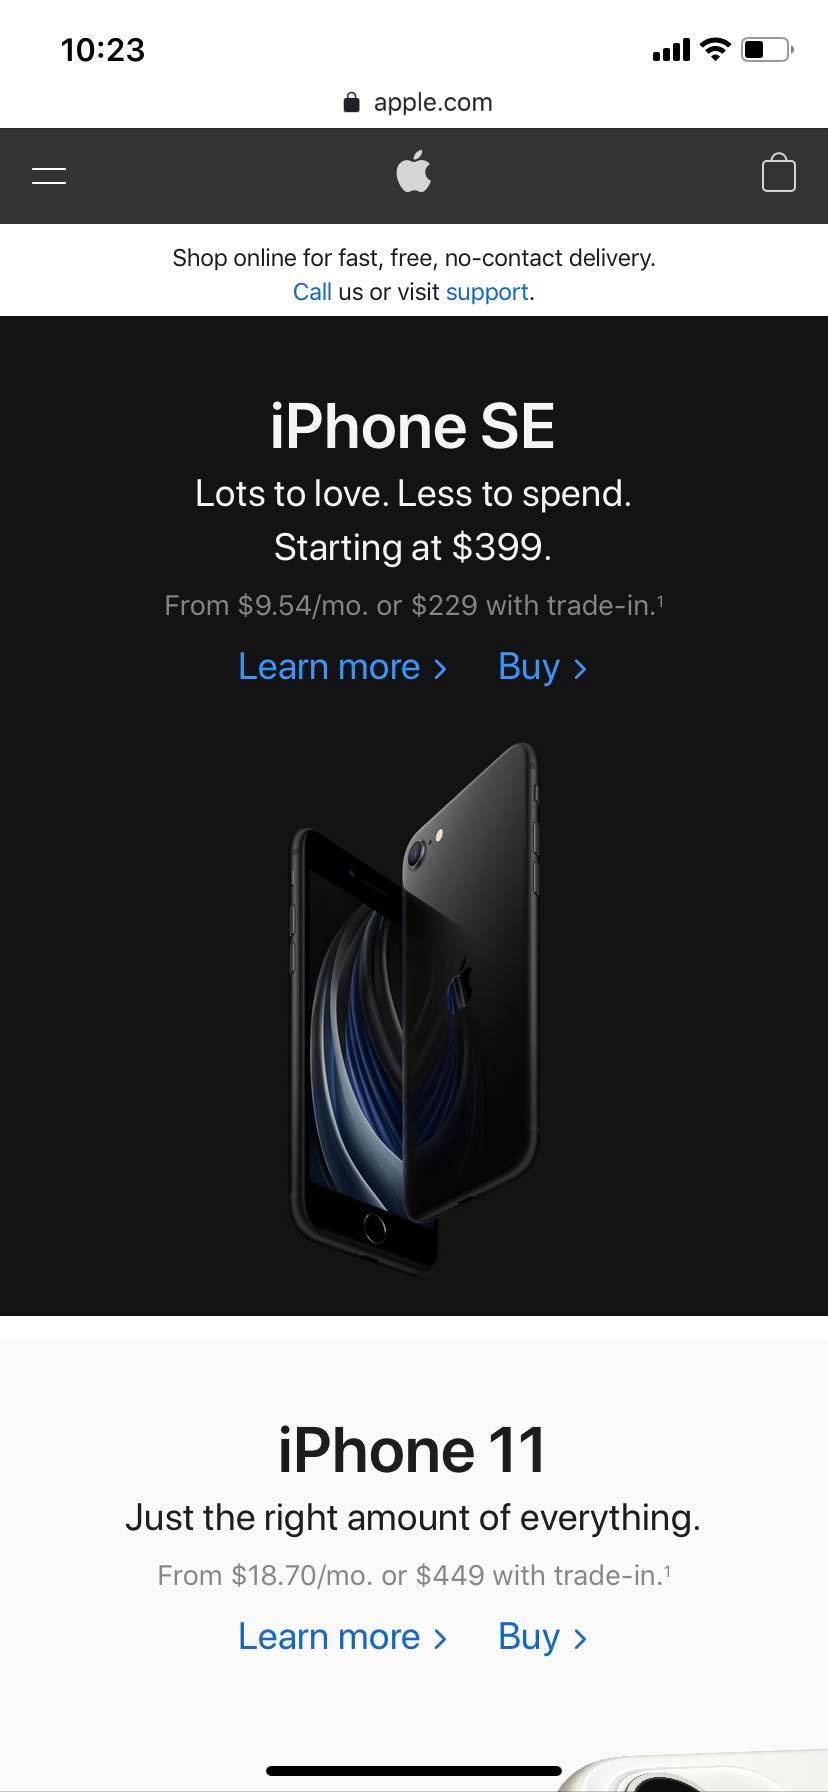 10:23
apple.com
Shop online for fast, free, no-contact delivery.
Call us or visit support.
iPhone SE
Lots to love. Less to spend.
Starting at $399.
From $9.54/mo. or $229 with trade-in.¹
Learn more > Buy >
iPhone 11
Just the right amount of everything.
From $18.70/mo. or $449 with trade-in.¹
Learn more > Buy >